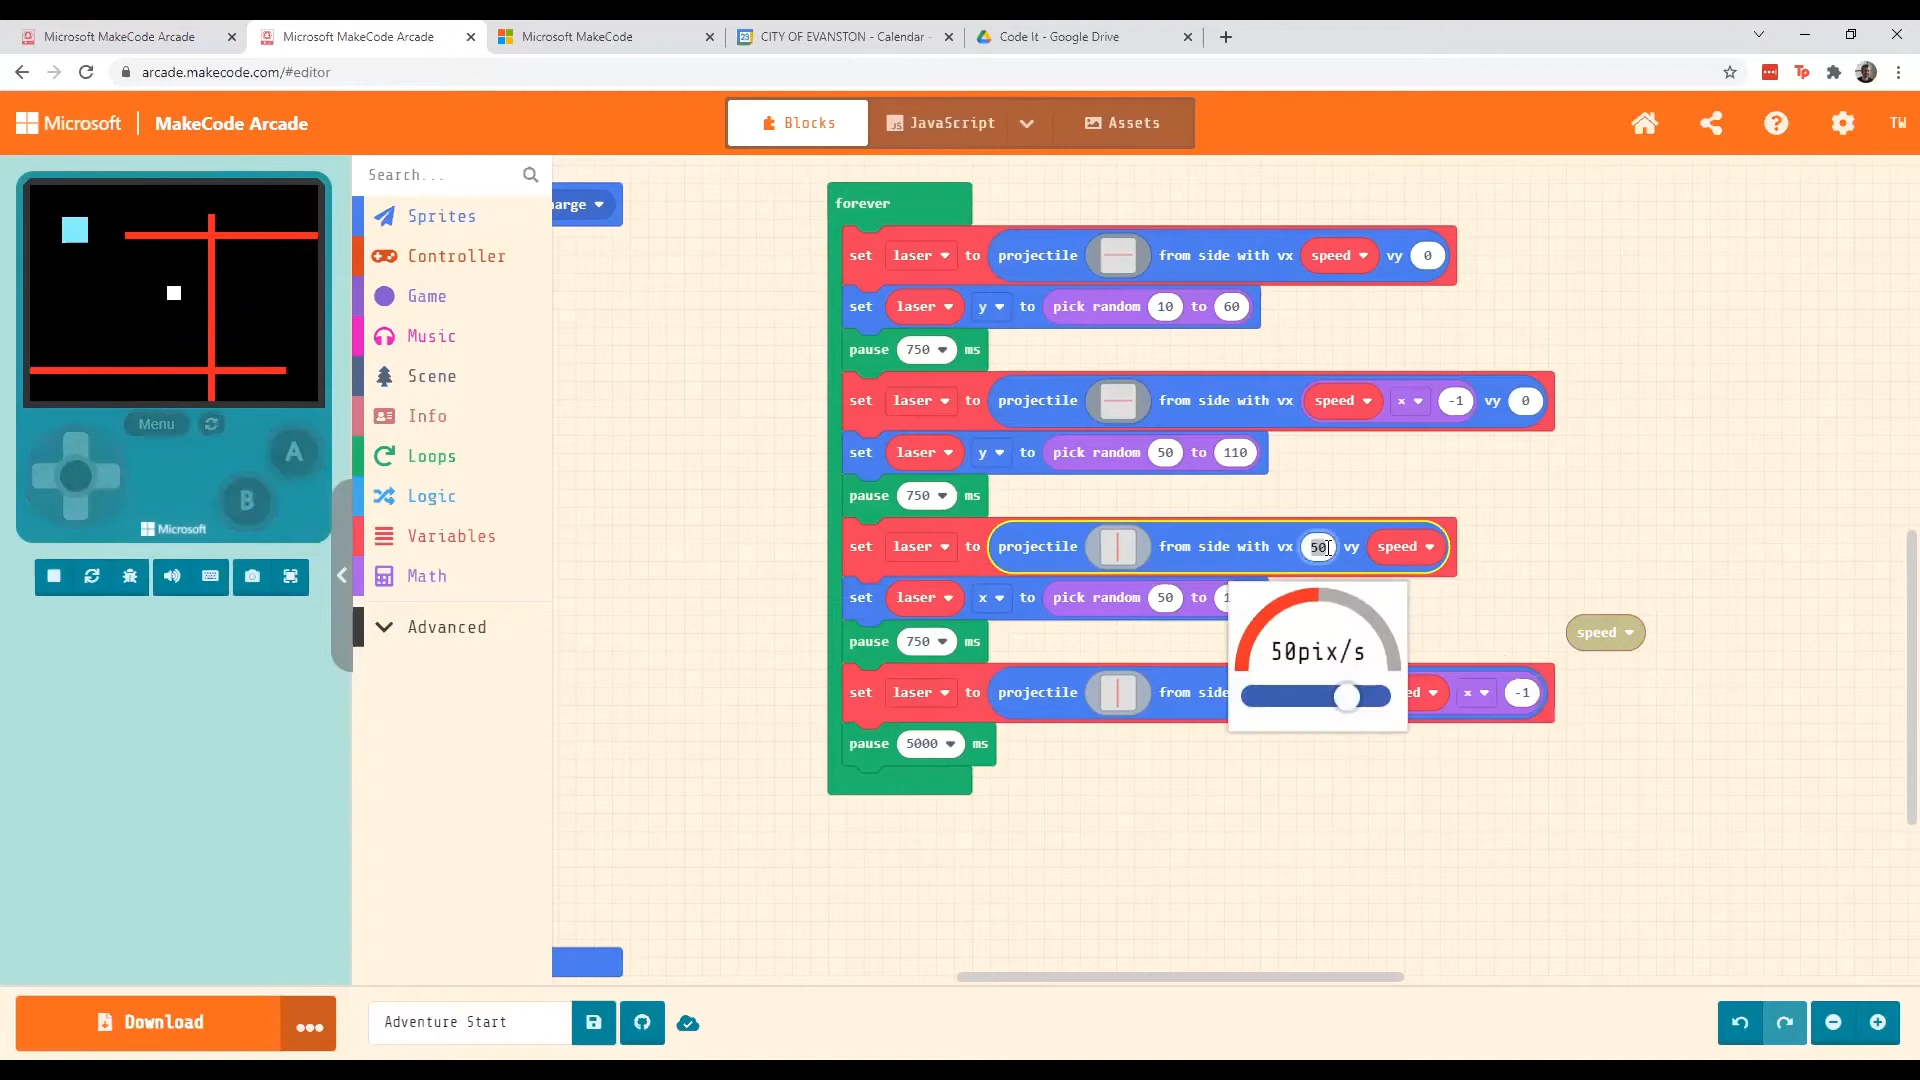 Microsoft MakeCode Arcade
Microsoft MakeCode Arcade
Microsoft MakeCode
CITY OF EVANSTON - Calendar -
Code It - Google Drive
arcade.makecode.com/#editor
Tp
Microsoft
MakeCode Arcade
Blocks
JavaScript
Assets
TW
Search...
Sprites
Controller
Game
Music
Scene
Info
Loops
Logic
Variables
Math
Advanced
Menu
A
B
Microsoft
arge
forever
set laser to projectile from side with vx speed vy 0
set laser y to pick random 10 to 60
pause 750 ms
set laser to projectile from side with vx speed x -1 vy 0
set laser y to pick random 50 to 110
pause 750 ms
set laser to projectile from side with vx 50 vy speed
set laser x to pick random 50 to 1
pause 750 ms
50pix/s
speed
set laser to projectile from side ed x -1
pause 5000 ms
Download
Adventure Start